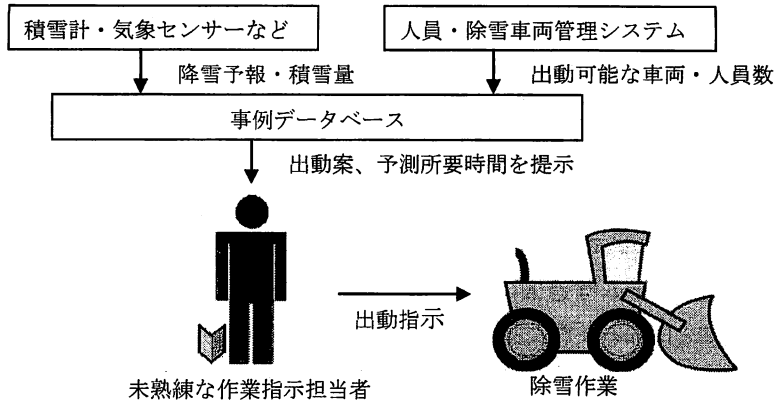 積雪計・気象センサーなど
人員・除雪車両管理システム
降雪予報・積雪量
出動可能な車両・人員数
事例データベース
出動案、予測所要時間を提示
出動指示
未熟練な作業指示担当者
除雪作業